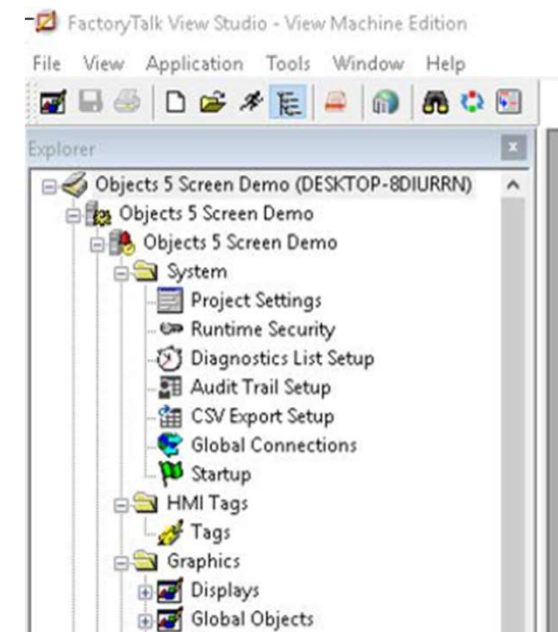 FactoryTalk View Studio - View Machine Edition
File View Application Tools Window Help
Explorer
Objects 5 Screen Demo (DESKTOP-8DIURRN)
Objects 5 Screen Demo
Objects 5 Screen Demo
System
Project Settings
Runtime Security
Diagnostics List Setup
Audit Trail Setup
CSV Export Setup
Global Connections
Startup
HMI Tags
Tags
Graphics
Displays
Global Objects